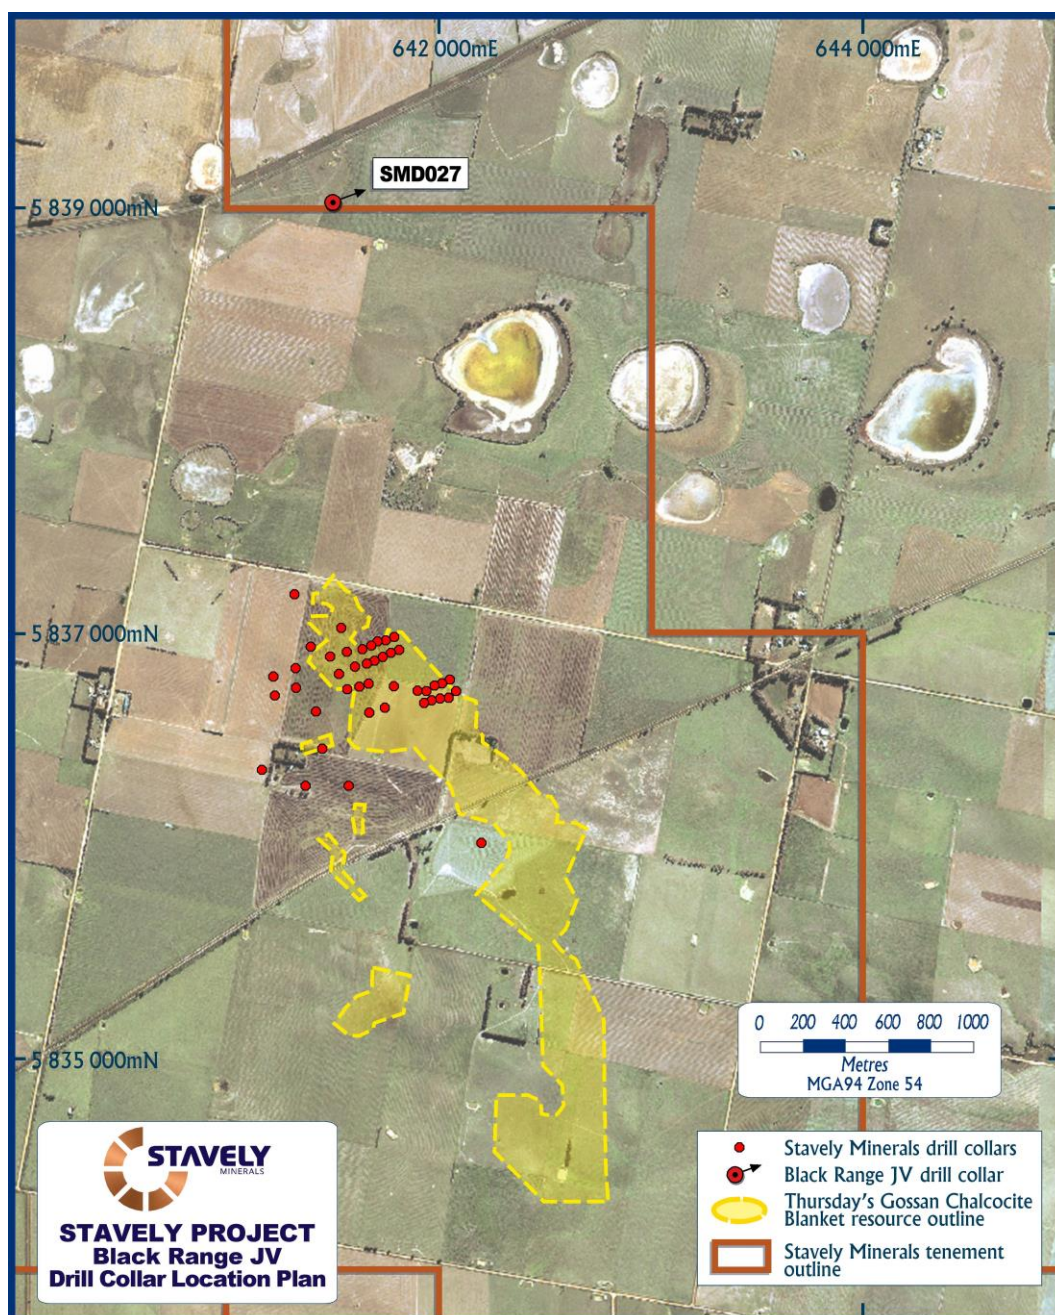 642 000mE
644 000mE
SMD027
5 839 000mN
5 837 000mN
5 835 000mN
0 200 400 600 800 1000
Metres
MGA94 Zone 54
STAVELY
MINERALS
STAVELY PROJECT
Black Range JV
Drill Collar Location Plan
Stavely Minerals drill collars
Black Range JV drill collar
Thursday's Gossan Chalcocite
Blanket resource outline
Stavely Minerals tenement
outline